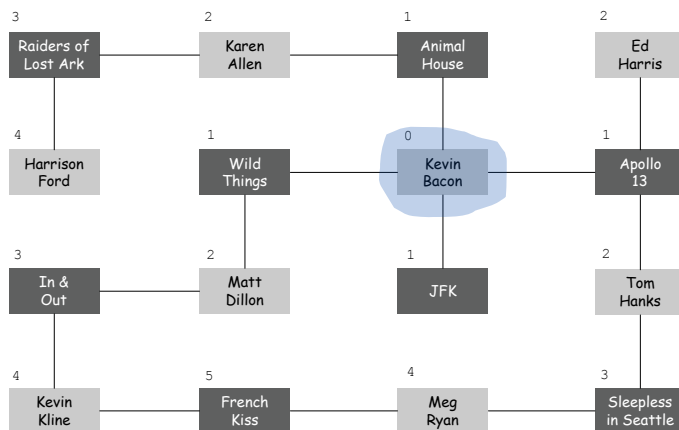 3
2
1
2
Raiders of
Lost Ark
Karen
Allen
Animal
House
Ed
Harris
4
1
0
1
Harrison
Ford
Wild
Things
Kevin
Bacon
Apollo
13
3
2
1
2
In &
Out
Matt
Dillon
JFK
Tom
Hanks
4
5
4
3
Kevin
Kline
French
Kiss
Meg
Ryan
Sleepless
in Seattle